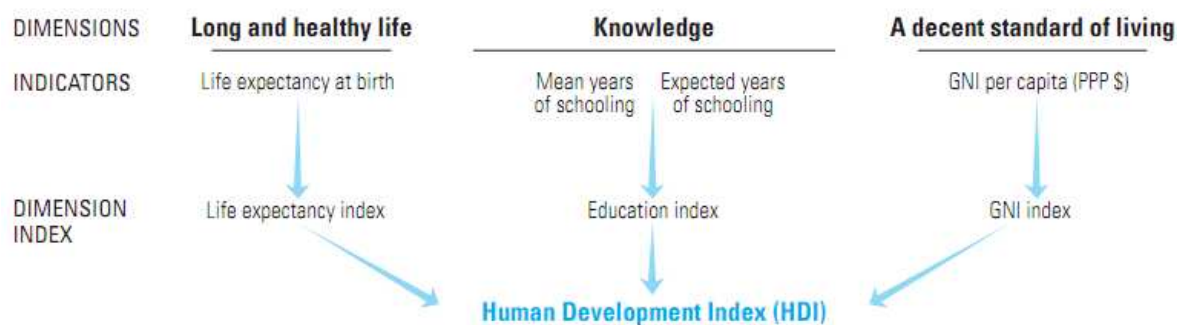 DIMENSIONS Long and healthy life Knowledge A decent standard of living
INDICATORS Life expectancy at birth Mean years Expected years GNI per capita (PPP $)
of schooling of schooling
DIMENSION Life expectancy index Education index GNI index
INDEX
Human Development Index (HDI)